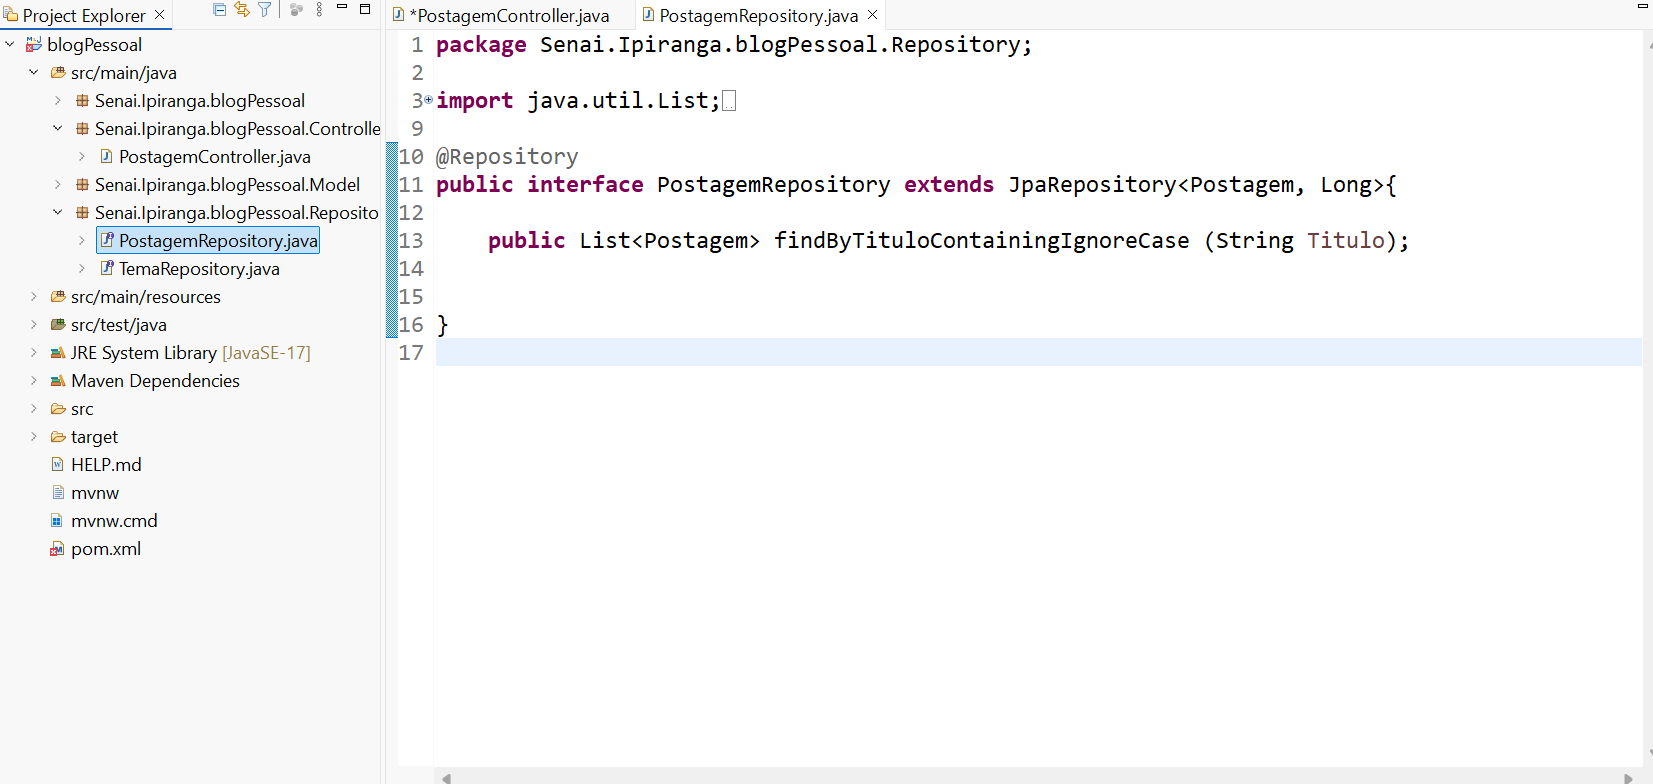 Project Explorer
blogPessoal
src/main/java
Senai.Ipiranga.blogPessoal
Senai.Ipiranga.blogPessoal.Controlle
PostagemController.java
Senai.Ipiranga.blogPessoal.Model
Senai.Ipiranga.blogPessoal.Reposito
PostagemRepository.java
TemaRepository.java
src/main/resources
src/test/java
JRE System Library [JavaSE-17]
Maven Dependencies
src
target
HELP.md
mvnw
mvnw.cmd
pom.xml
*PostagemController.java PostagemRepository.java
1 package Senai.Ipiranga.blogPessoal.Repository;
2
3 import java.util.List;
9
10 @Repository
11 public interface PostagemRepository extends JpaRepository<Postagem, Long>{
12
13 public List<Postagem> findByTituloContainingIgnoreCase (String Titulo);
14
15
16 }
17